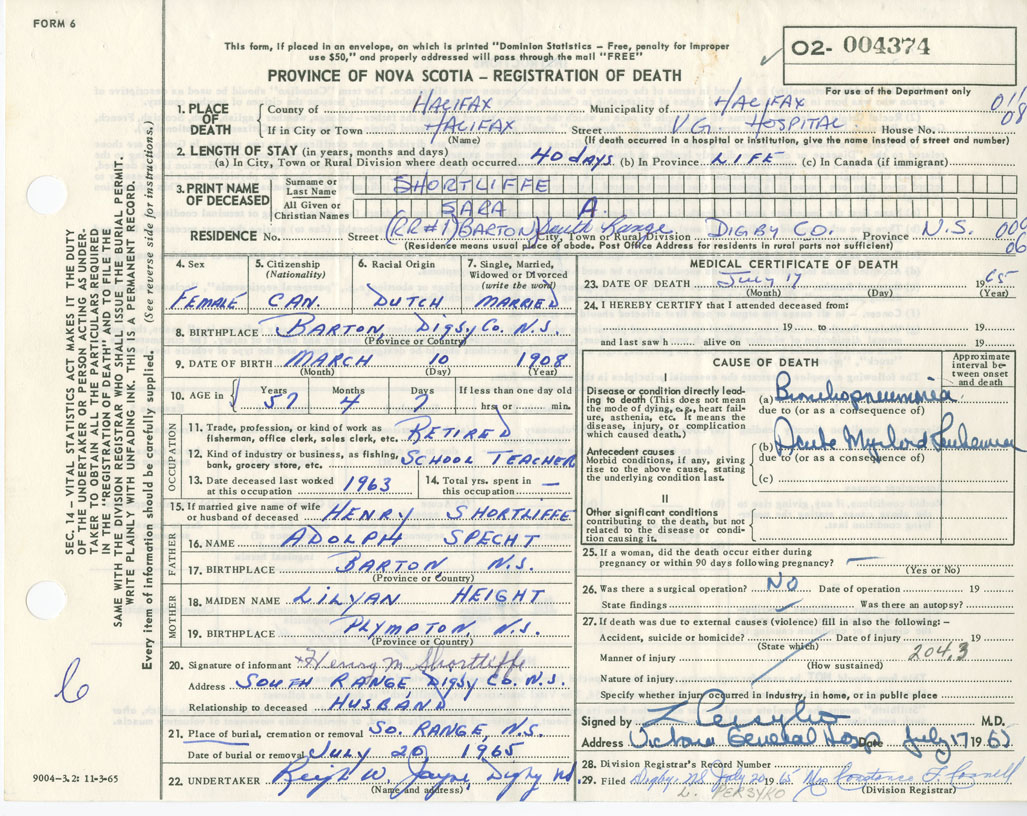 FORM 6
This form, if placed in an envelope, on which is printed "Dominion Statistics – Free, penalty for improper
use $50," and properly addressed will pass through the mail "FREE"
O2- 004374
PROVINCE OF NOVA SCOTIA – REGISTRATION OF DEATH
For use of the Department only
1. PLACE OF DEATH
County of HALIFAX Municipality of HALIFAX 011
If in City or Town HALIFAX Street V.G. HOSPITAL House No. 08
(Name) (If death occurred in a hospital or institution, give the name instead of street and number)
2. LENGTH OF STAY (in years, months and days)
(a) In City, Town or Rural Division where death occurred 40 days (b) In Province LIFE (c) In Canada (if immigrant)
3. PRINT NAME OF DECEASED
Surname or Last Name SHORTLIFFE
All Given or Christian Names SARA A.
RESIDENCE No. Street (RR#1) BARTON South Range City, Town or Rural Division DIGBY CO. Province N.S. 000
(Residence means usual place of abode. Post Office Address for residents in rural parts not sufficient) 06
4. Sex FEMALE
5. Citizenship (Nationality) CAN.
6. Racial Origin DUTCH
7. Single, Married, Widowed or Divorced (write the word) MARRIED
8. BIRTHPLACE BARTON, DIGBY CO. N.S.
(Province or Country)
9. DATE OF BIRTH MARCH 10 1908
(Month) (Day) (Year)
10. AGE in Years Months Days If less than one day
57 4 7 hrs. or min.
OCCUPATION
11. Trade, profession, or kind of work as fisherman, office clerk, sales clerk, etc. RETIRED
12. Kind of industry or business, as fishing, bank, grocery store, etc. SCHOOL TEACHER
13. Date deceased last worked at this occupation 1963
14. Total yrs. spent in this occupation –
15. If married give name of wife or husband of deceased HENRY SHORTLIFFE
FATHER
16. NAME ADOLPH SPECHT
17. BIRTHPLACE BARTON, N.S.
(Province or Country)
MOTHER
18. MAIDEN NAME LILYAN HEIGHT
19. BIRTHPLACE PLYMPTON, N.S.
(Province or Country)
20. Signature of informant Henry M. Shortliffe
Address SOUTH RANGE, DIGBY CO. N.S.
Relationship to deceased HUSBAND
21. Place of burial, cremation or removal SO. RANGE, N.S.
Date of burial or removal JULY 20 1965
22. UNDERTAKER W. Jayne, Digby NS
(Name and address)
MEDICAL CERTIFICATE OF DEATH
23. DATE OF DEATH July 17 1965
(Month) (Day) (Year)
24. I HEREBY CERTIFY that I attended deceased from:
19 to 19
and last saw h alive on 19
CAUSE OF DEATH
Approximate interval between onset and death
I
Disease or condition directly leading to death (This does not mean the mode of dying, e.g., heart failure, asthenia, etc. It means the disease, injury, or complication which caused death.)
(a) Bronchopneumonia
due to (or as a consequence of)
Antecedent causes
Morbid conditions, if any, giving rise to the above cause, stating the underlying condition last.
(b) Acute Myeloid Leukemia
due to (or as a consequence of)
(c)
II
Other significant conditions
contributing to the death, but not related to the disease or condition causing it.
25. If a woman, did the death occur either during
pregnancy or within 90 days following pregnancy? –
(Yes or No)
26. Was there a surgical operation? NO Date of operation 19
State findings Was there an autopsy?
27. If death was due to external causes (violence) fill in also the following: –
Accident, suicide or homicide? Date of injury 19
(State which)
Manner of injury 204.3
(How sustained)
Nature of injury
Specify whether injury occurred in industry, in home, or in public place
Signed by L Persyko M.D.
Address Victoria General Hosp Date July 17 1965
28. Division Registrar's Record Number
29. Filed Digby, NS July 20 1965 Constance
(Division Registrar)
L. PERSYKO
SEC. 14 – VITAL STATISTICS ACT MAKES IT THE DUTY
OF THE UNDERTAKER OR PERSON ACTING AS UNDER-
TAKER TO OBTAIN ALL THE PARTICULARS REQUIRED
IN THE "REGISTRATION OF DEATH" AND TO FILE THE
SAME WITH THE DIVISION REGISTRAR WHO SHALL ISSUE THE BURIAL PERMIT.
WRITE PLAINLY WITH UNFADING INK. THIS IS A PERMANENT RECORD.
Every item of information should be carefully supplied. (See reverse side for instructions.)
6
9004-3.2: 11-3-65